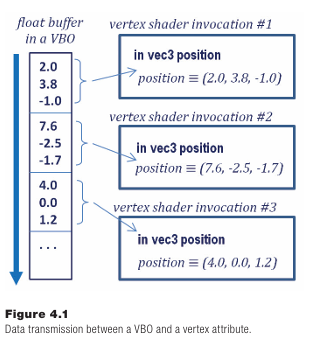 float buffer
in a VBO
2.0
3.8
-1.0
7.6
-2.5
-1.7
4.0
0.0
1.2
. . .
vertex shader invocation #1
in vec3 position
position ≡ (2.0, 3.8, -1.0)
vertex shader invocation #2
in vec3 position
position ≡ (7.6, -2.5, -1.7)
vertex shader invocation #3
in vec3 position
position ≡ (4.0, 0.0, 1.2)
Figure 4.1
Data transmission between a VBO and a vertex attribute.